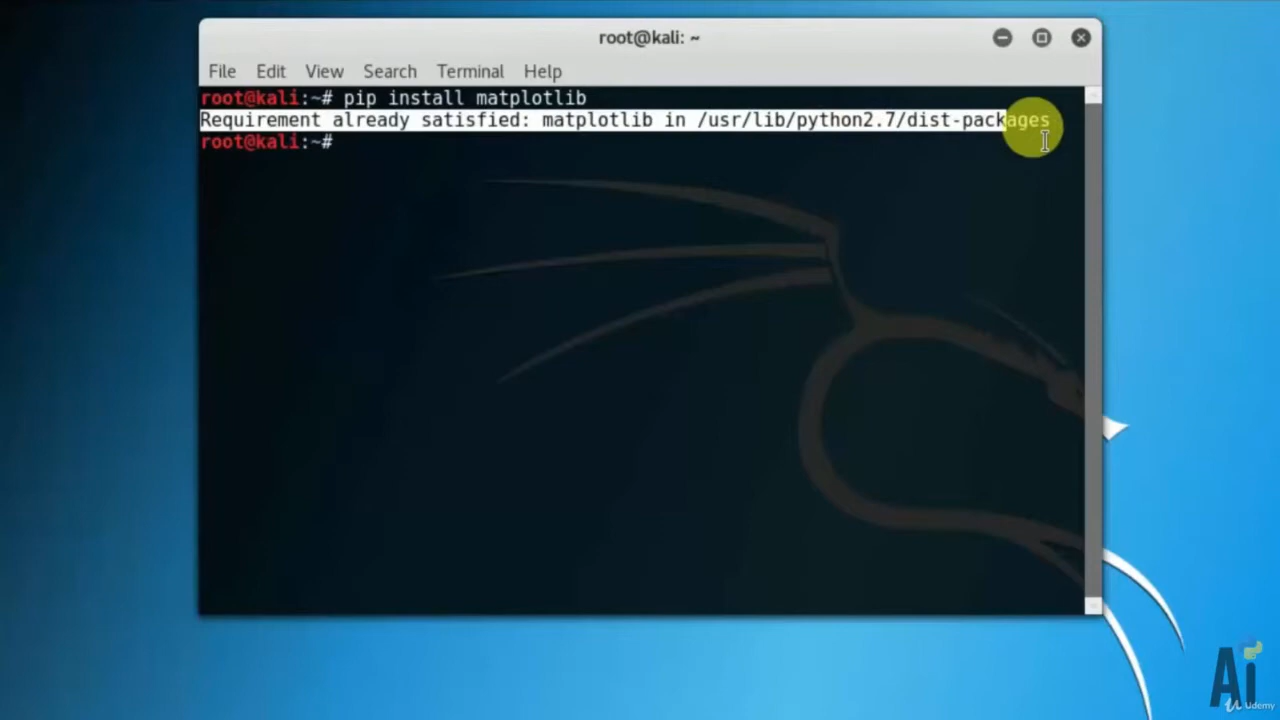 root@kali: ~
File Edit View Search Terminal Help
root@kali:~# pip install matplotlib
Requirement already satisfied: matplotlib in /usr/lib/python2.7/dist-packages
root@kali:~#
Ai
Udemy